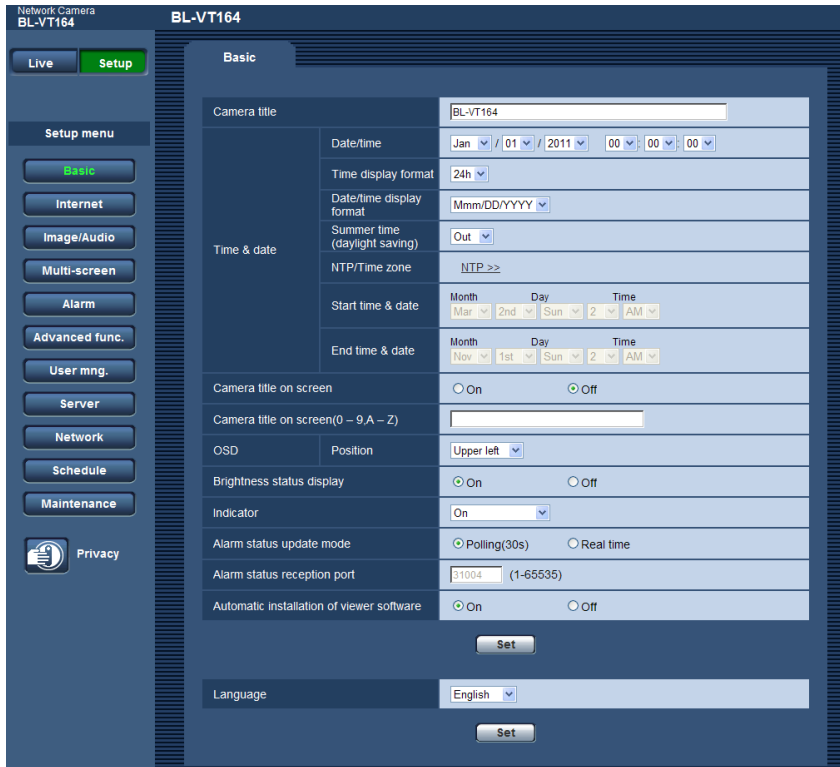 Network Camera
BL-VT164
BL-VT164
Live
Setup
Setup menu
Basic
Internet
Image/Audio
Multi-screen
Alarm
Advanced func.
User mng.
Server
Network
Schedule
Maintenance
Privacy
Basic
Camera title
BL-VT164
Time & date
Date/time
Jan / 01 / 2011 00 : 00 : 00
Time display format
24h
Date/time display
format
Mmm/DD/YYYY
Summer time
(daylight saving)
Out
NTP/Time zone
NTP >>
Start time & date
Month Day Time
Mar 2nd Sun 2 AM
End time & date
Month Day Time
Nov 1st Sun 2 AM
Camera title on screen
On Off
Camera title on screen(0 – 9,A – Z)
OSD
Position
Upper left
Brightness status display
On Off
Indicator
On
Alarm status update mode
Polling(30s) Real time
Alarm status reception port
31004 (1-65535)
Automatic installation of viewer software
On Off
Set
Language
English
Set